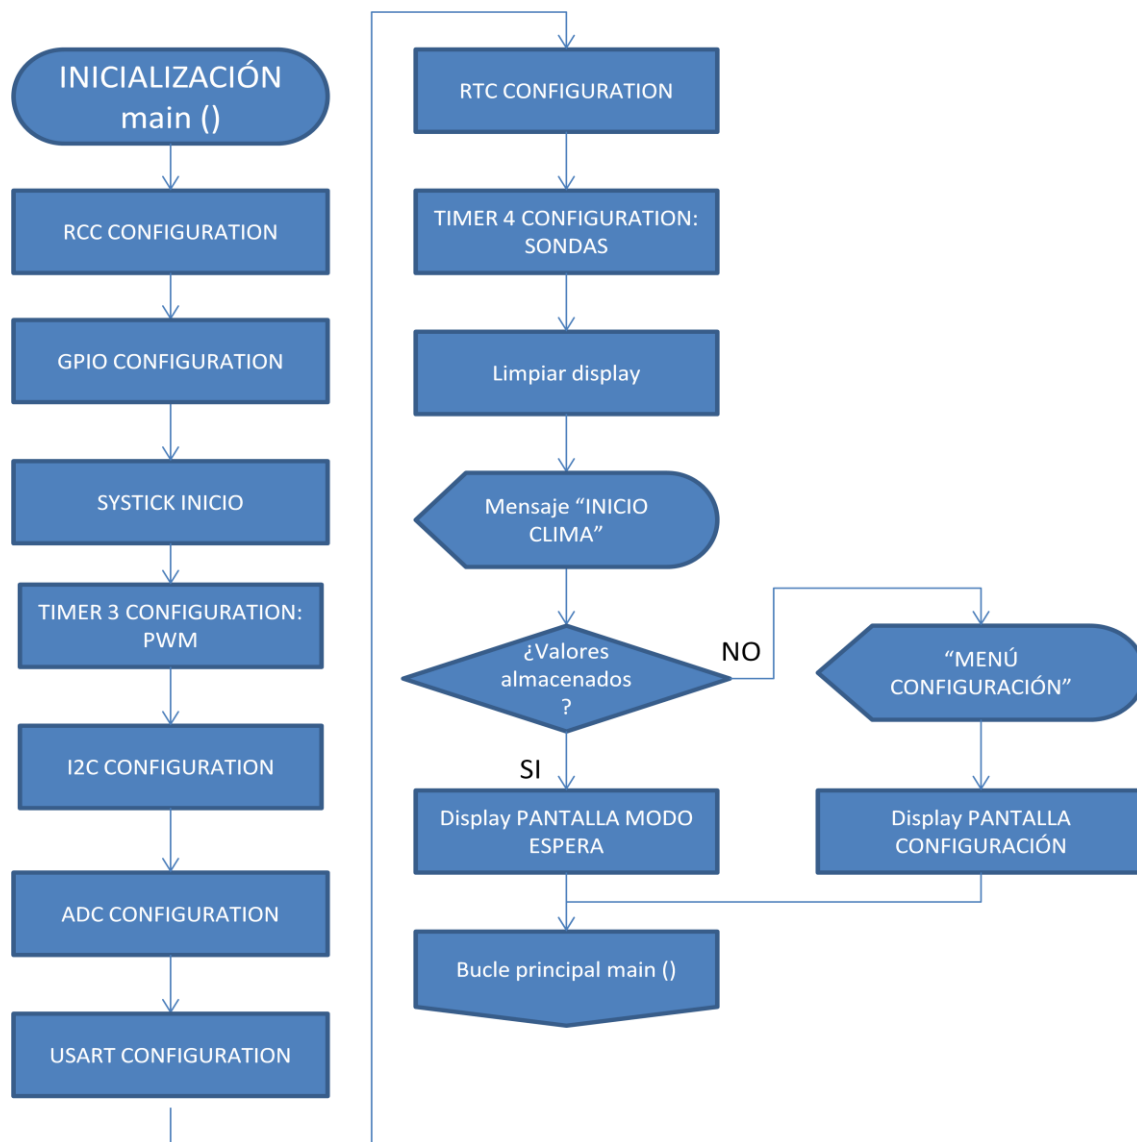 INICIALIZACIÓN
main ()
RCC CONFIGURATION
GPIO CONFIGURATION
SYSTICK INICIO
TIMER 3 CONFIGURATION:
PWM
I2C CONFIGURATION
ADC CONFIGURATION
USART CONFIGURATION
RTC CONFIGURATION
TIMER 4 CONFIGURATION:
SONDAS
Limpiar display
Mensaje “INICIO
CLIMA”
¿Valores
almacenados
?
NO
“MENÚ
CONFIGURACIÓN”
SI
Display PANTALLA MODO
ESPERA
Display PANTALLA
CONFIGURACIÓN
Bucle principal main ()